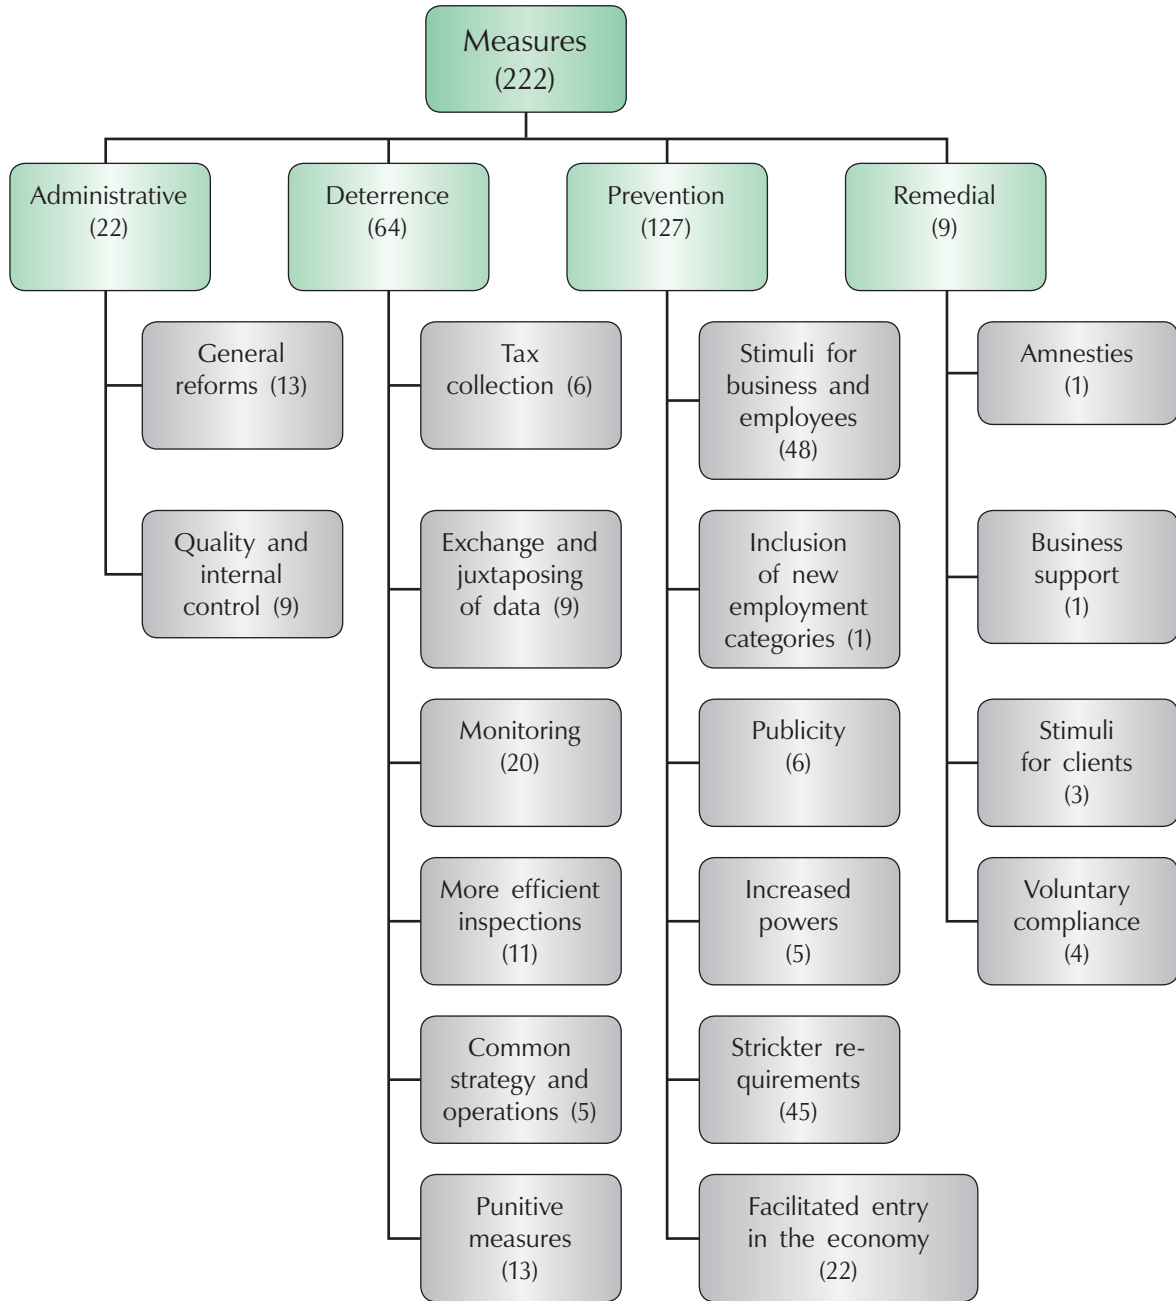 Measures
(222)
Administrative
(22)
Deterrence
(64)
Prevention
(127)
Remedial
(9)
General
reforms (13)
Quality and
internal
control (9)
Tax
collection (6)
Exchange and
juxtaposing
of data (9)
Monitoring
(20)
More efficient
inspections
(11)
Common
strategy and
operations (5)
Punitive
measures
(13)
Stimuli for
business and
employees
(48)
Inclusion
of new
employment
categories (1)
Publicity
(6)
Increased
powers
(5)
Strickter re-
quirements
(45)
Facilitated entry
in the economy
(22)
Amnesties
(1)
Business
support
(1)
Stimuli
for clients
(3)
Voluntary
compliance
(4)